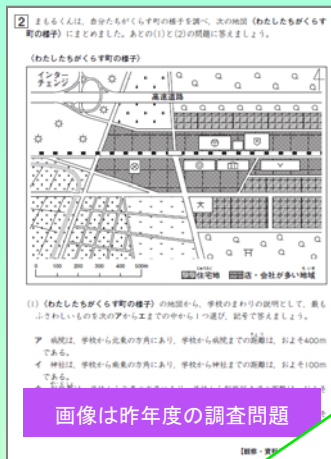 2 まもるくんは、自分たちがくらす町の様子を調べ、次の地図《わたしたちがくらす
町の様子》にまとめました。あとの(1)と(2)の問題に答えましょう。
《わたしたちがくらす町の様子》
インター
チェンジ
高速道路
0 100 200 300 400 500m
住宅地 店・会社が多い地域
(1) 《わたしたちがくらす町の様子》の地図から、学校のまわりの説明として、最も
ふさわしいものを次のアからエまでの中から1つ選び、記号で答えましょう。
ア 病院は、学校から北東の方角にあり、学校から病院までの距離は、およそ400m
である。
イ 神社は、学校から南東の方角にあり、学校から神社までの距離は、およそ100m
である。
画像は昨年度の調査問題